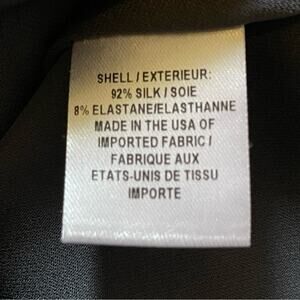 SHELL / EXTERIEUR:
92% SILK / SOIE
8% ELASTANE/ELASTHANNE
MADE IN THE USA OF
IMPORTED FABRIC /
FABRIQUE AUX
ETATS-UNIS DE TISSU
IMPORTE